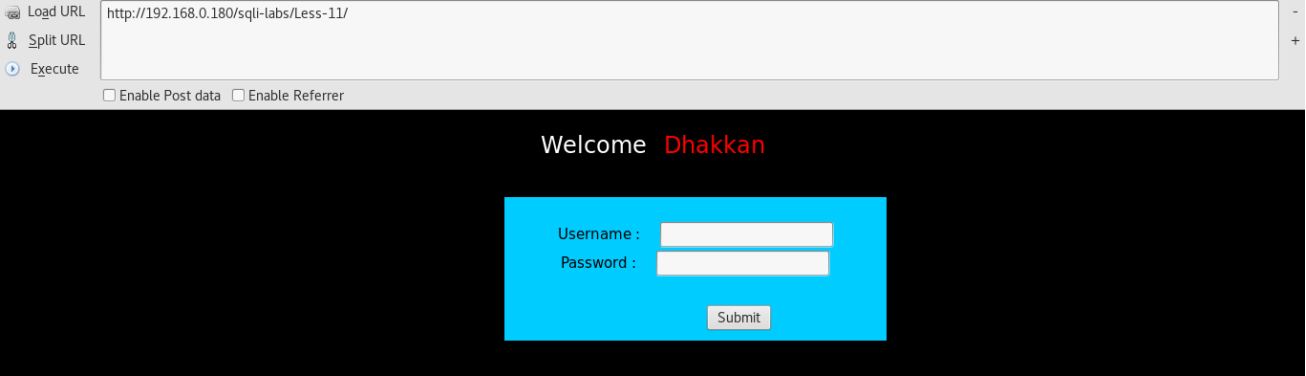 Load URL http://192.168.0.180/sqli-labs/Less-11/ -
Split URL +
Execute
Enable Post data Enable Referrer
Welcome Dhakkan
Username :
Password :
Submit